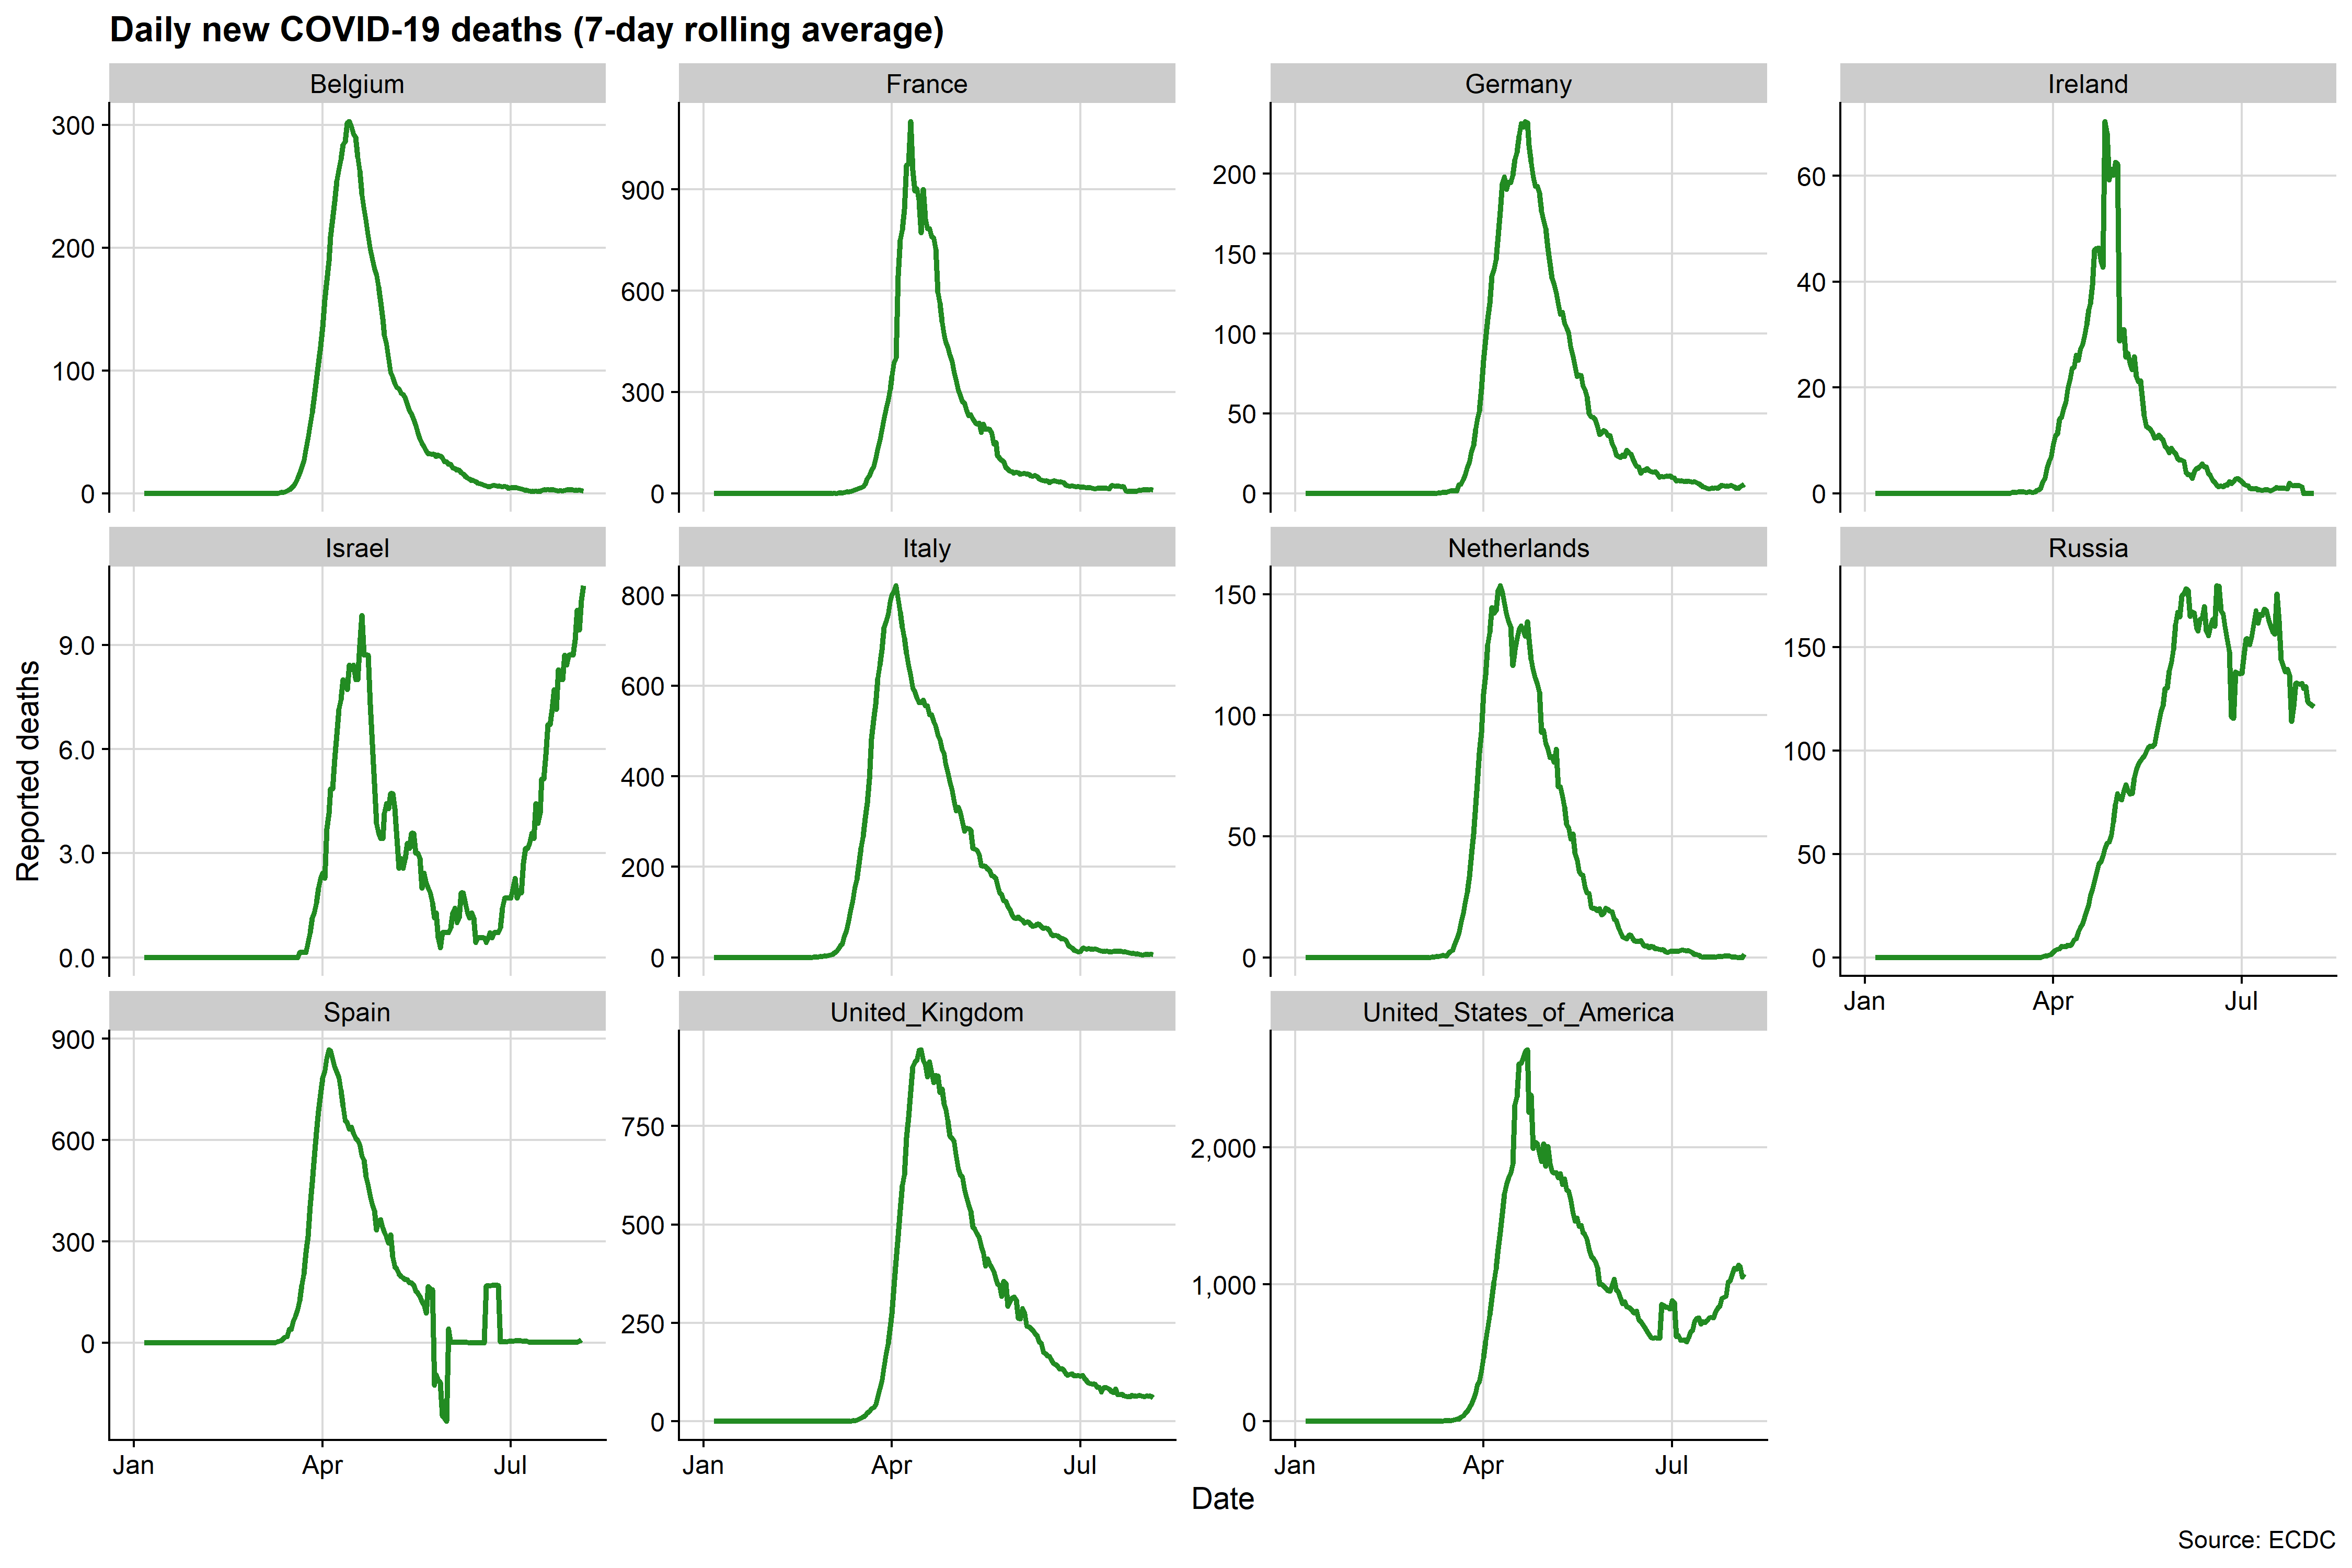 Daily new COVID-19 deaths (7-day rolling average)
Belgium
France
Germany
Ireland
300
200
100
0
900
600
300
0
200
150
100
50
0
60
40
20
0
Israel
Italy
Netherlands
Russia
9.0
6.0
3.0
0.0
800
600
400
200
0
150
100
50
0
150
100
50
0
Jan Apr Jul
Spain
United_Kingdom
United_States_of_America
900
600
300
0
750
500
250
0
2,000
1,000
0
Jan Apr Jul
Jan Apr Jul
Jan Apr Jul
Reported deaths
Date
Source: ECDC